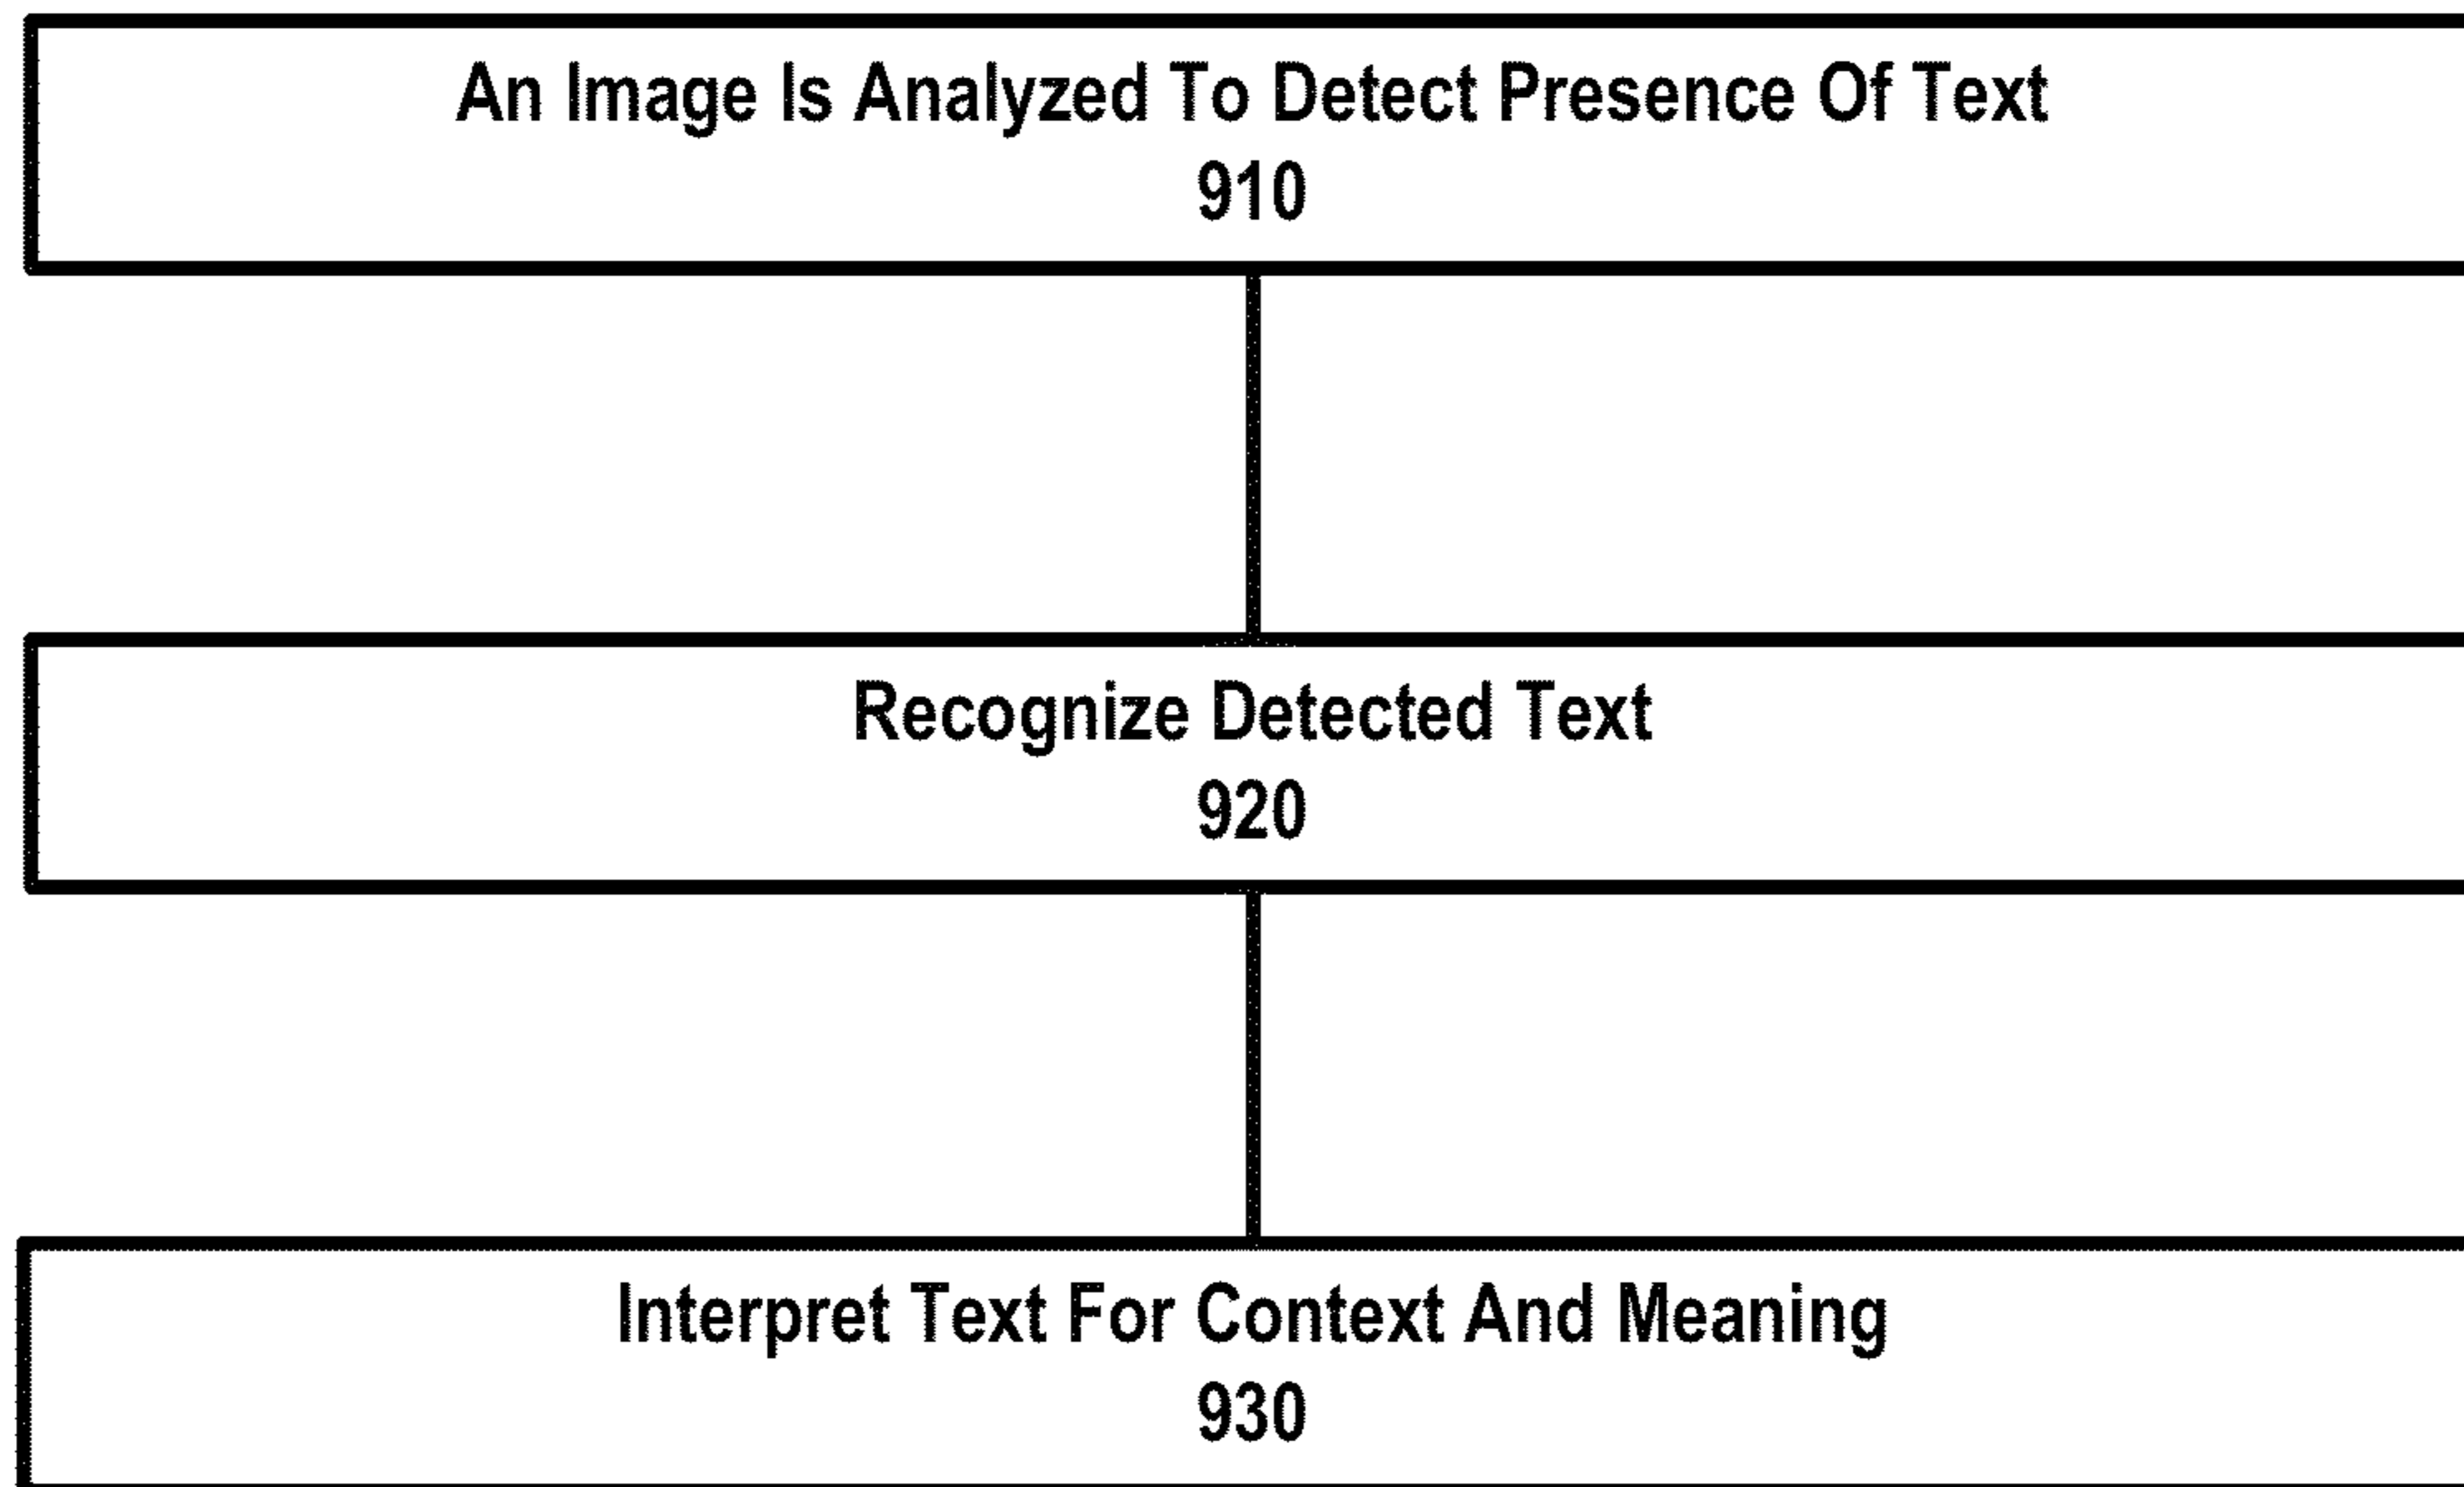 An Image Is Analyzed To Detect Presence Of Text
910
Recognize Detected Text
920
Interpret Text For Context And Meaning
930